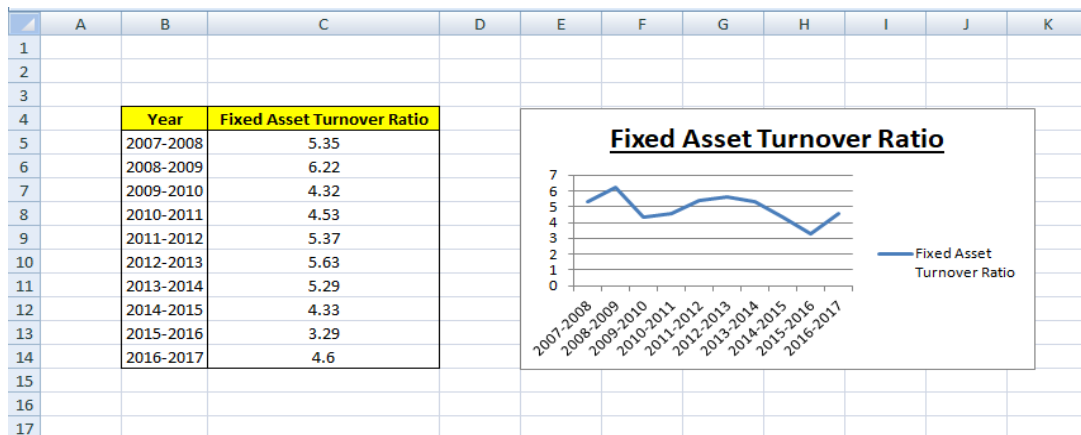 A B C D E F G H I J K
1
2
3
4 Year Fixed Asset Turnover Ratio
5 2007-2008 5.35
6 2008-2009 6.22
7 2009-2010 4.32
8 2010-2011 4.53
9 2011-2012 5.37
10 2012-2013 5.63
11 2013-2014 5.29
12 2014-2015 4.33
13 2015-2016 3.29
14 2016-2017 4.6
15
16
17
Fixed Asset Turnover Ratio
7
6
5
4
3
2
1
0
2007-2008
2008-2009
2009-2010
2010-2011
2011-2012
2012-2013
2013-2014
2014-2015
2015-2016
2016-2017
Fixed Asset
Turnover Ratio